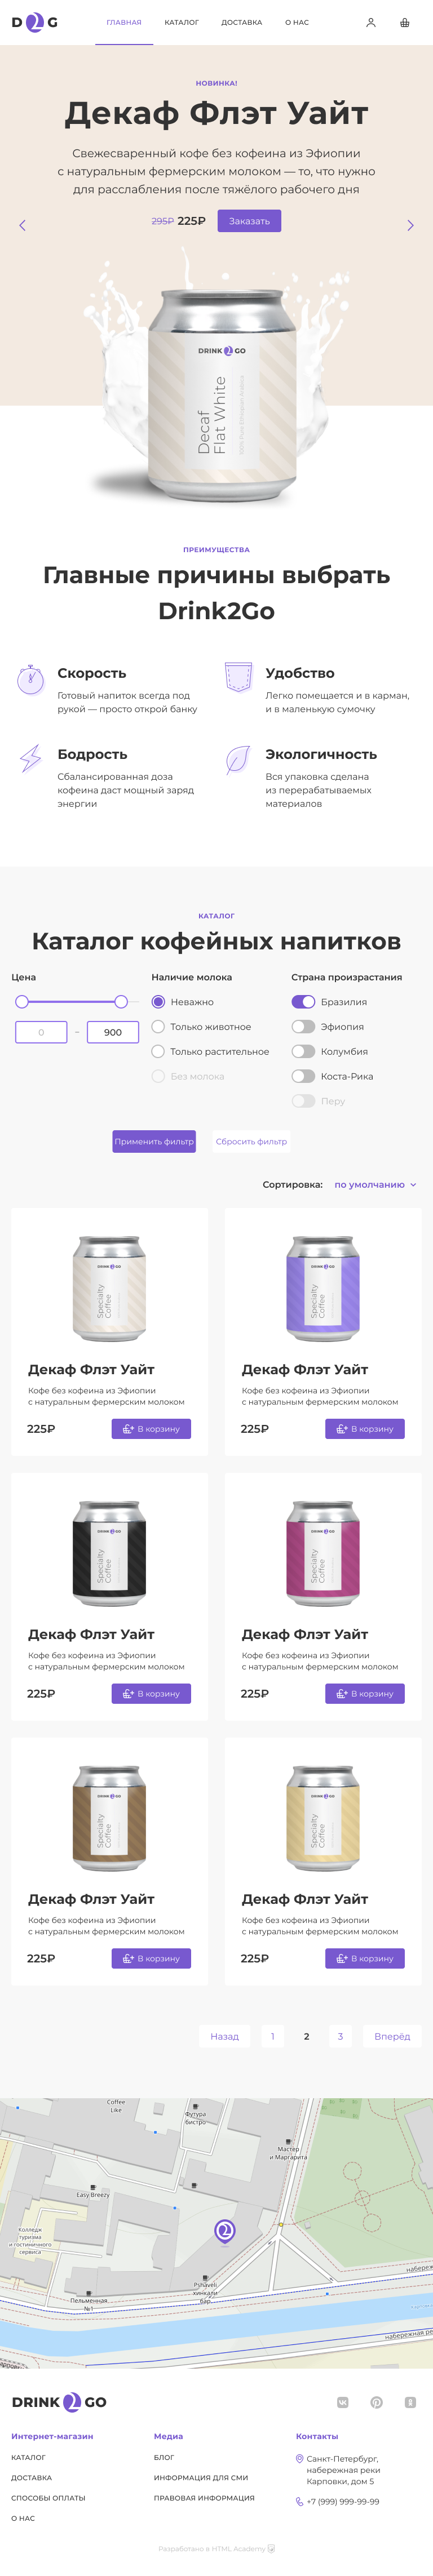 D2G
ГЛАВНАЯ КАТАЛОГ ДОСТАВКА О НАС
НОВИНКА!
Декаф Флэт Уайт
Свежесваренный кофе без кофеина из Эфиопии
с натуральным фермерским молоком — то, что нужно
для расслабления после тяжёлого рабочего дня
295₽ 225₽ Заказать
DRINK2GO
Decaf
Flat White
ПРЕИМУЩЕСТВА
Главные причины выбрать
Drink2Go
Скорость
Готовый напиток всегда под
рукой — просто открой банку
Удобство
Легко помещается и в карман,
и в маленькую сумочку
Бодрость
Сбалансированная доза
кофеина даст мощный заряд
энергии
Экологичность
Вся упаковка сделана
из перерабатываемых
материалов
КАТАЛОГ
Каталог кофейных напитков
Цена
0 – 900
Наличие молока
Неважно
Только животное
Только растительное
Без молока
Страна произрастания
Бразилия
Эфиопия
Колумбия
Коста-Рика
Перу
Применить фильтр Сбросить фильтр
Сортировка: по умолчанию
DRINK2GO
Specialty
Coffee
Декаф Флэт Уайт
Кофе без кофеина из Эфиопии
с натуральным фермерским молоком
225₽ В корзину
DRINK2GO
Specialty
Coffee
Декаф Флэт Уайт
Кофе без кофеина из Эфиопии
с натуральным фермерским молоком
225₽ В корзину
DRINK2GO
Specialty
Coffee
Декаф Флэт Уайт
Кофе без кофеина из Эфиопии
с натуральным фермерским молоком
225₽ В корзину
DRINK2GO
Specialty
Coffee
Декаф Флэт Уайт
Кофе без кофеина из Эфиопии
с натуральным фермерским молоком
225₽ В корзину
DRINK2GO
Specialty
Coffee
Декаф Флэт Уайт
Кофе без кофеина из Эфиопии
с натуральным фермерским молоком
225₽ В корзину
DRINK2GO
Specialty
Coffee
Декаф Флэт Уайт
Кофе без кофеина из Эфиопии
с натуральным фермерским молоком
225₽ В корзину
Назад 1 2 3 Вперёд
Coffee
Like
Футура
бистро
Мастер
и Маргарита
Easy Breezy
Колледж
туризма
и гостиничного
сервиса
Pshaveli
хинкали
бар
Пельменная
№1
набережная ре
DRINK2GO
Интернет-магазин
КАТАЛОГ
ДОСТАВКА
СПОСОБЫ ОПЛАТЫ
О НАС
Медиа
БЛОГ
ИНФОРМАЦИЯ ДЛЯ СМИ
ПРАВОВАЯ ИНФОРМАЦИЯ
Контакты
Санкт-Петербург,
набережная реки
Карповки, дом 5
+7 (999) 999-99-99
Разработано в HTML Academy